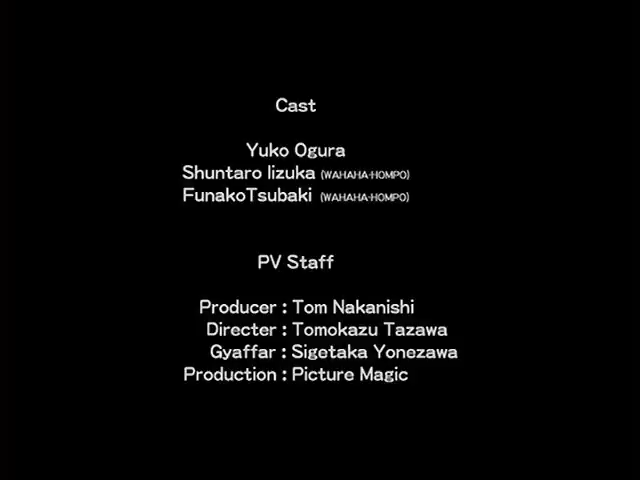 Cast
Yuko Ogura
Shuntaro Iizuka (WAHAHA-HOMPO)
FunakoTsubaki (WAHAHA-HOMPO)
PV Staff
Producer : Tom Nakanishi
Directer : Tomokazu Tazawa
Gyaffar : Sigetaka Yonezawa
Production : Picture Magic